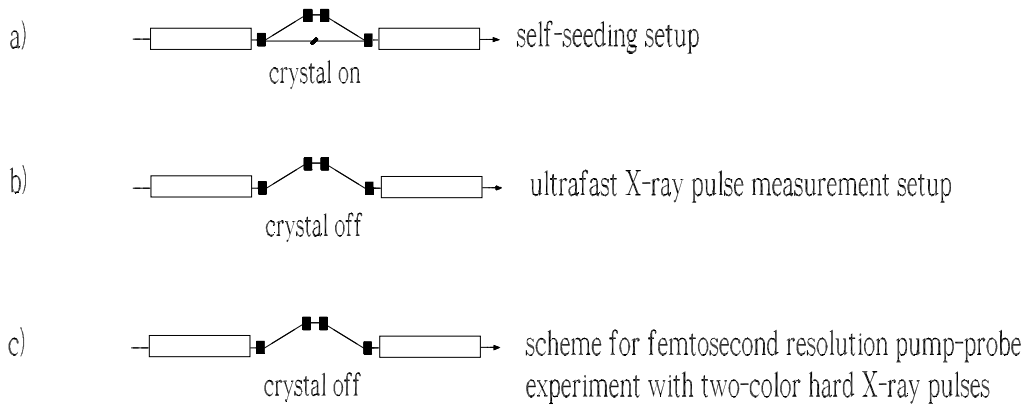 a)
self-seeding setup
crystal on
b)
ultrafast X-ray pulse measurement setup
crystal off
c)
scheme for femtosecond resolution pump-probe
experiment with two-color hard X-ray pulses
crystal off